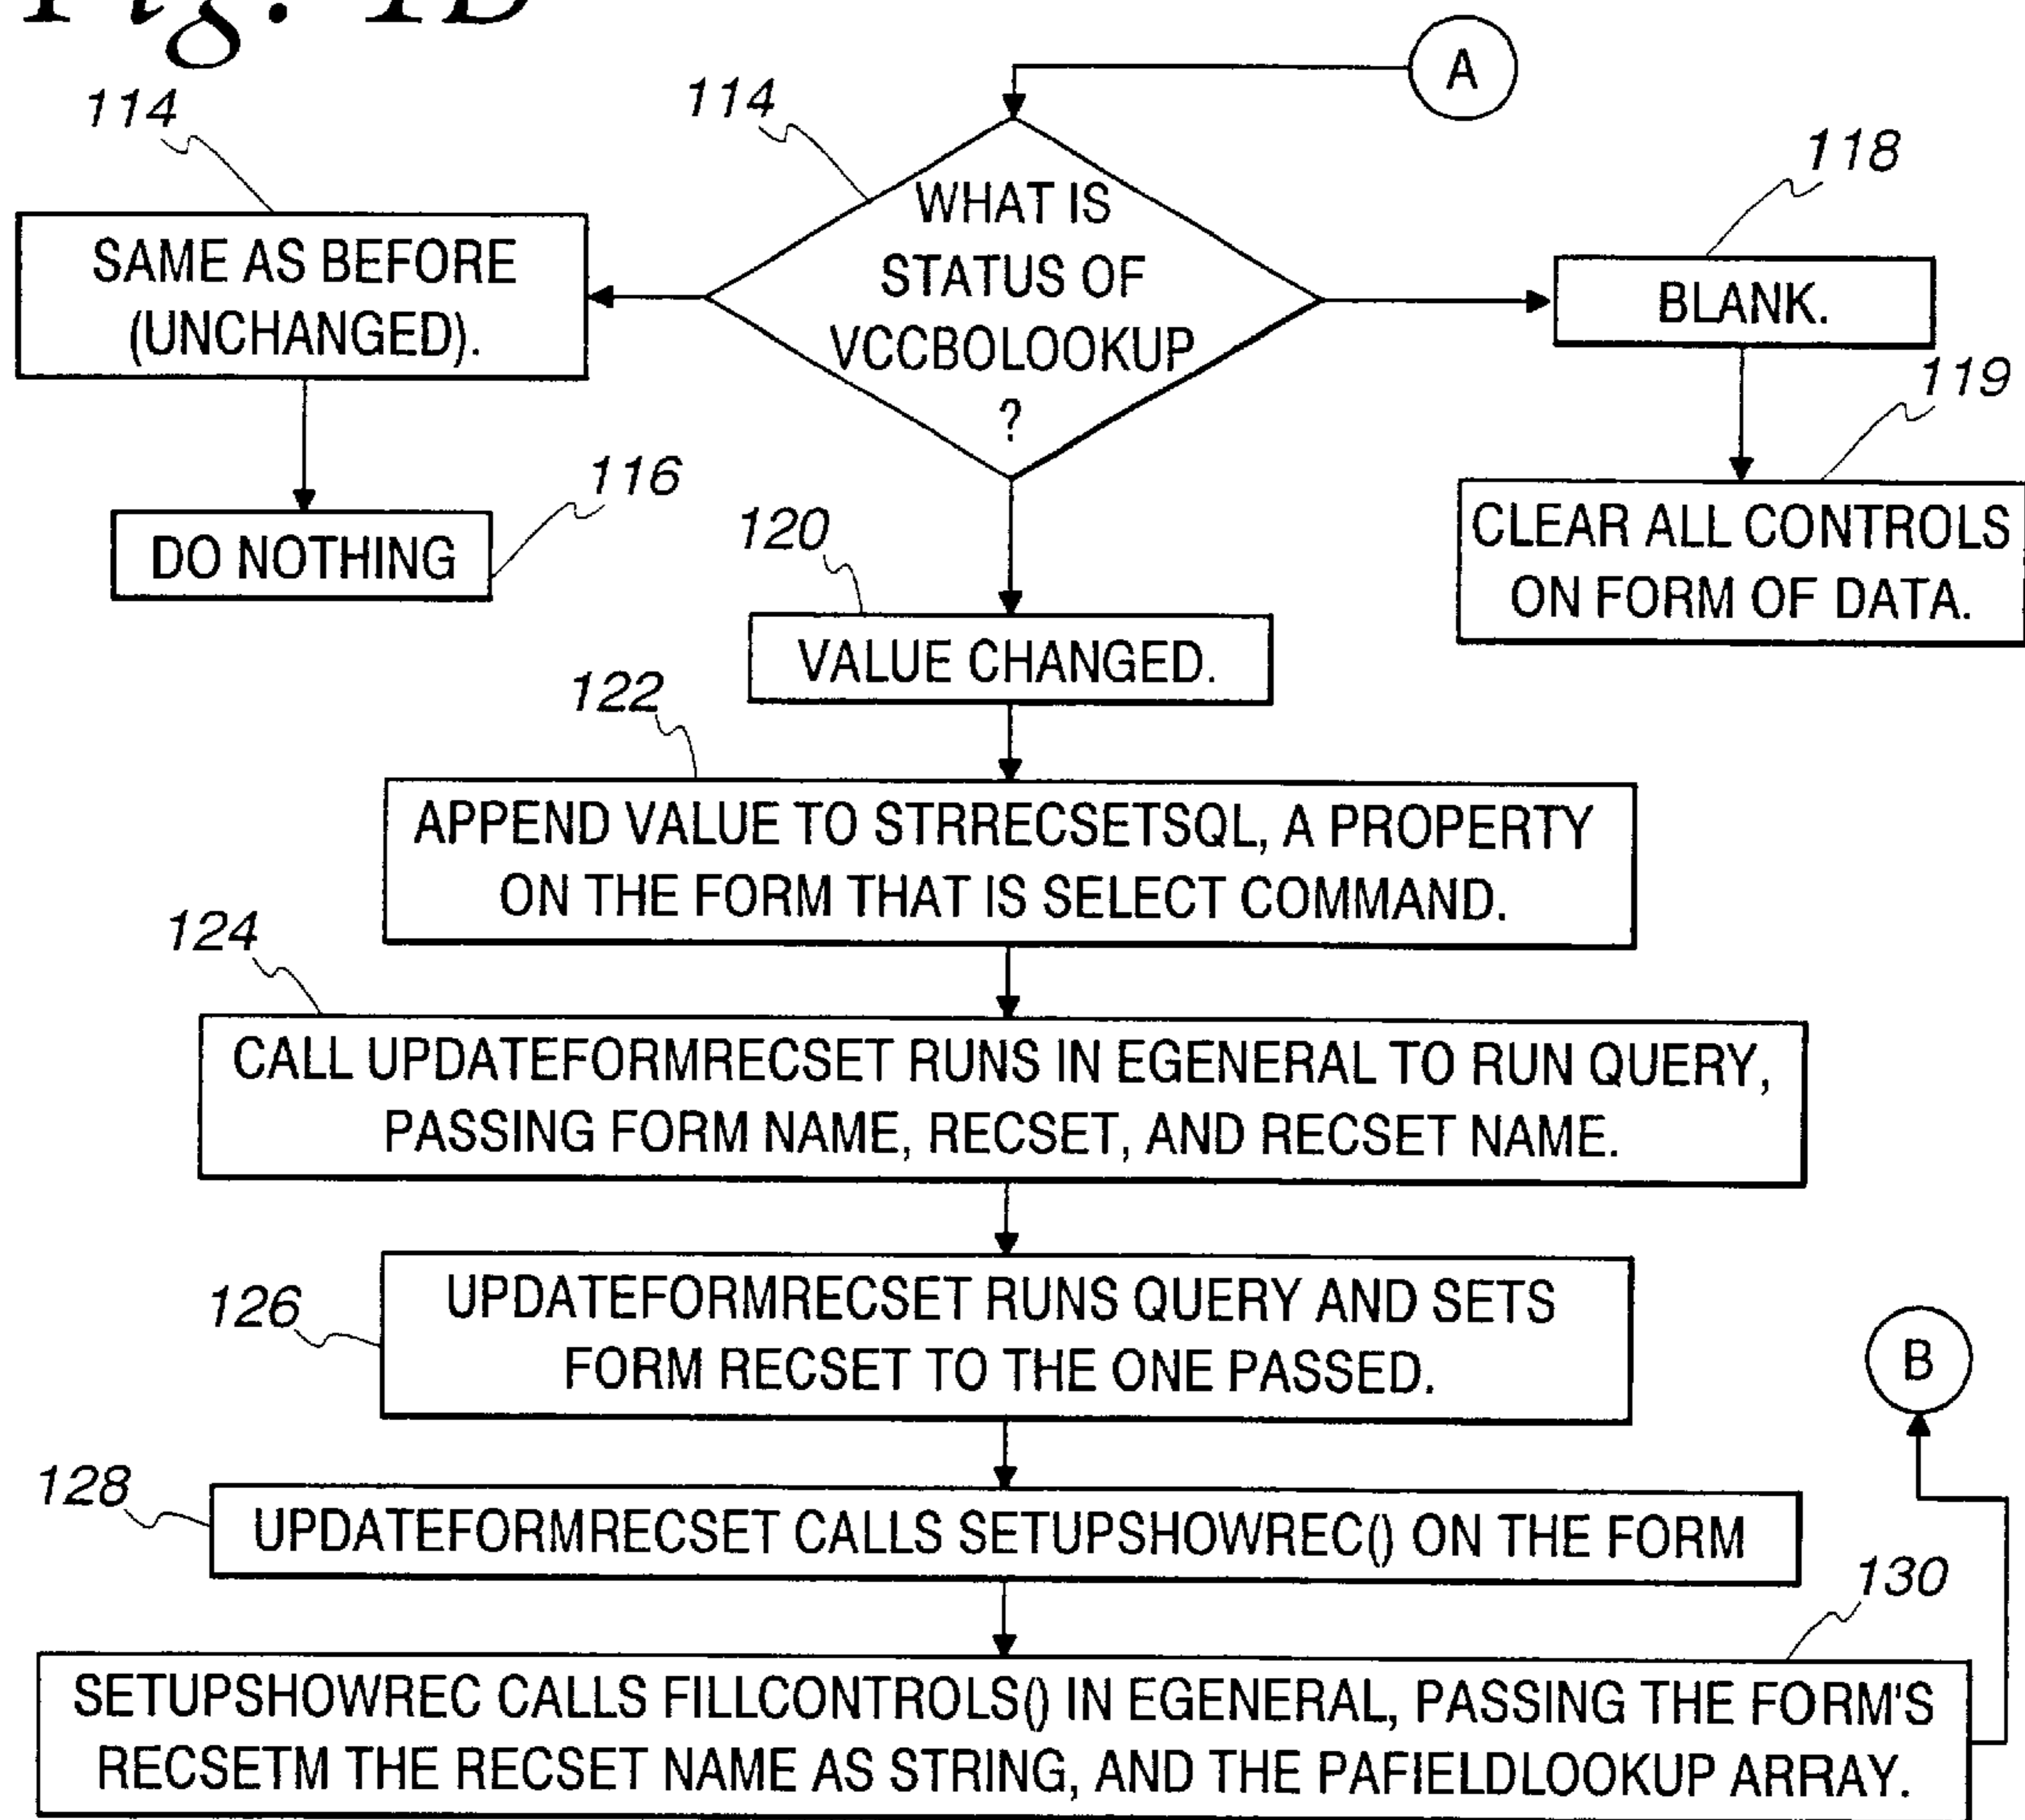 Fig. 1B
A
114
114
WHAT IS
STATUS OF
VCCBOLOOKUP
?
118
SAME AS BEFORE
(UNCHANGED).
BLANK.
119
116
DO NOTHING
CLEAR ALL CONTROLS
ON FORM OF DATA.
120
VALUE CHANGED.
122
APPEND VALUE TO STRRECSETSQL, A PROPERTY
ON THE FORM THAT IS SELECT COMMAND.
124
CALL UPDATEFORMRECSET RUNS IN EGENERAL TO RUN QUERY,
PASSING FORM NAME, RECSET, AND RECSET NAME.
126
UPDATEFORMRECSET RUNS QUERY AND SETS
FORM RECSET TO THE ONE PASSED.
B
128
UPDATEFORMRECSET CALLS SETUPSHOWREC() ON THE FORM
130
SETUPSHOWREC CALLS FILLCONTROLS() IN EGENERAL, PASSING THE FORM'S
RECSETM THE RECSET NAME AS STRING, AND THE PAFIELDLOOKUP ARRAY.